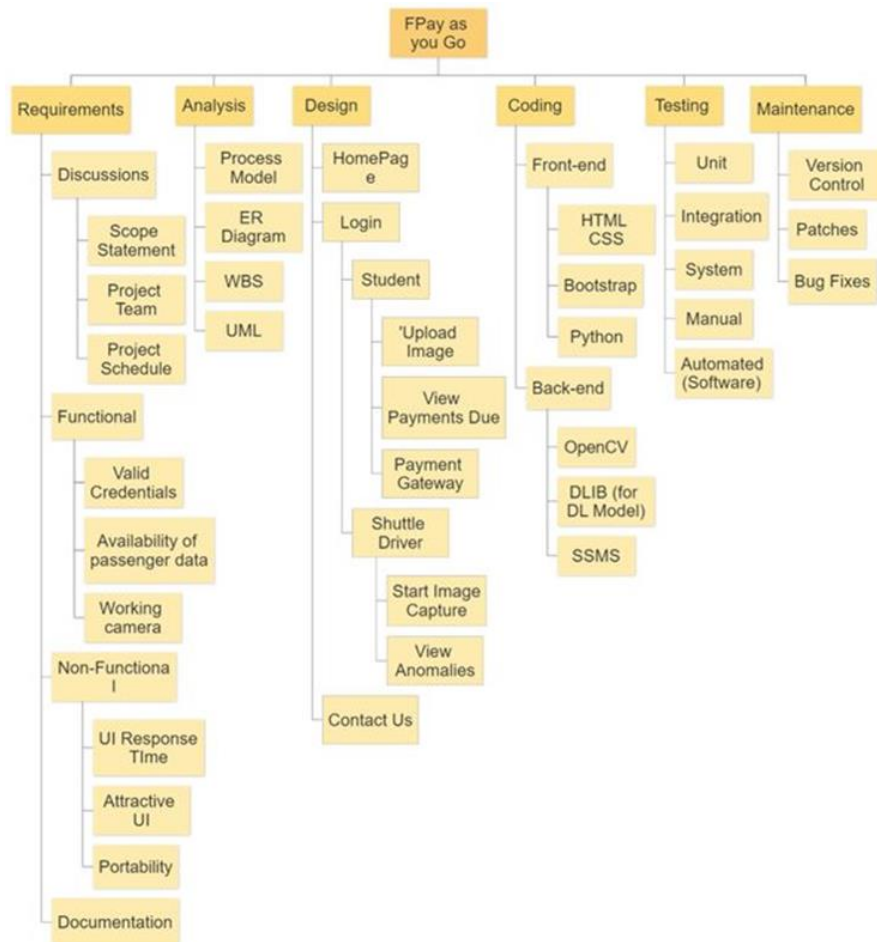 FPay as
you Go
Requirements
Analysis
Design
Coding
Testing
Maintenance
Discussions
Scope
Statement
Project
Team
Project
Schedule
Functional
Valid
Credentials
Availability of
passenger data
Working
camera
Non-Functiona
l
UI Response
TIme
Attractive
UI
Portability
Documentation
Process
Model
ER
Diagram
WBS
UML
HomePag
e
Login
Student
'Upload
Image
View
Payments Due
Payment
Gateway
Shuttle
Driver
Start Image
Capture
View
Anomalies
Contact Us
Front-end
HTML
CSS
Bootstrap
Python
Back-end
OpenCV
DLIB (for
DL Model)
SSMS
Unit
Integration
System
Manual
Automated
(Software)
Version
Control
Patches
Bug Fixes